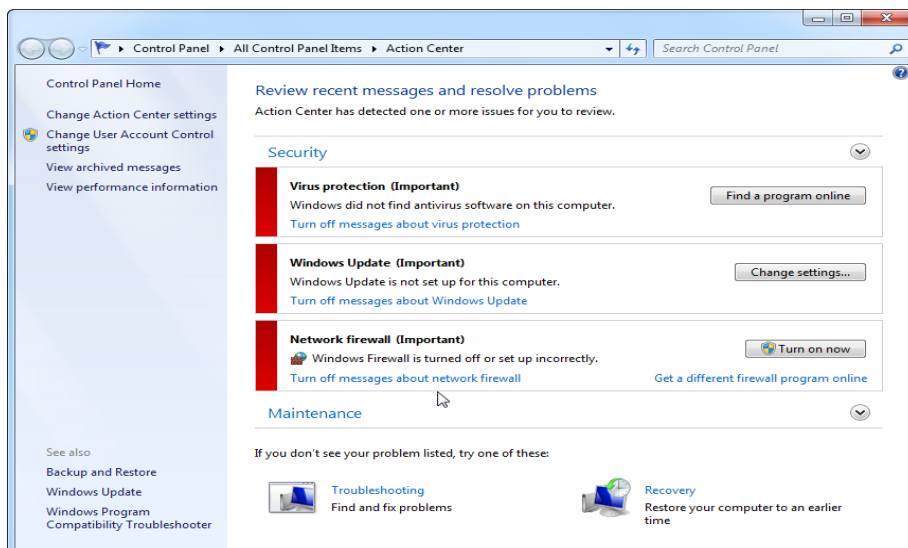 Control Panel ▸ All Control Panel Items ▸ Action Center
Search Control Panel
Control Panel Home
Change Action Center settings
Change User Account Control
settings
View archived messages
View performance information
See also
Backup and Restore
Windows Update
Windows Program
Compatibility Troubleshooter
Review recent messages and resolve problems
Action Center has detected one or more issues for you to review.
Security
Virus protection (Important)
Windows did not find antivirus software on this computer.
Find a program online
Turn off messages about virus protection
Windows Update (Important)
Windows Update is not set up for this computer.
Change settings...
Turn off messages about Windows Update
Network firewall (Important)
Windows Firewall is turned off or set up incorrectly.
Turn on now
Turn off messages about network firewall
Get a different firewall program online
Maintenance
If you don't see your problem listed, try one of these:
Troubleshooting
Find and fix problems
Recovery
Restore your computer to an earlier
time